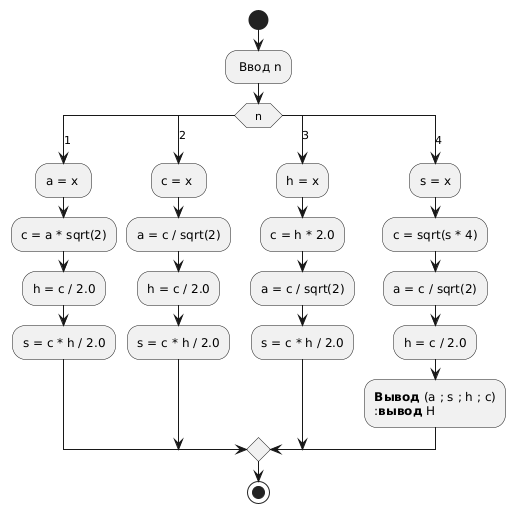 Ввод n
n
1
2
3
4
a = x
c = x
h = x
s = x
c = a * sqrt(2)
a = c / sqrt(2)
c = h * 2.0
c = sqrt(s * 4)
h = c / 2.0
h = c / 2.0
a = c / sqrt(2)
a = c / sqrt(2)
s = c * h / 2.0
s = c * h / 2.0
s = c * h / 2.0
h = c / 2.0
Вывод (a ; s ; h ; c)
:вывод Н